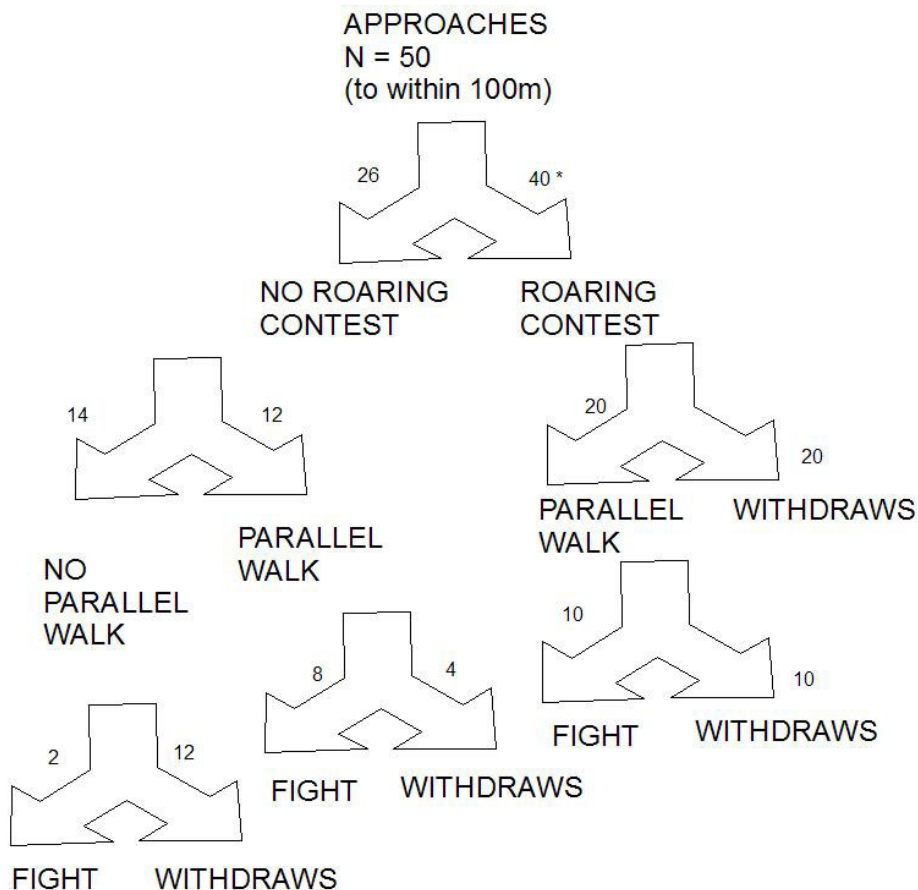 APPROACHES
N = 50
(to within 100m)
26
40 *
NO ROARING
CONTEST
ROARING
CONTEST
14
12
20
20
NO
PARALLEL
WALK
PARALLEL
WALK
PARALLEL
WALK
WITHDRAWS
2
12
8
4
10
10
FIGHT
WITHDRAWS
FIGHT
WITHDRAWS
FIGHT
WITHDRAWS